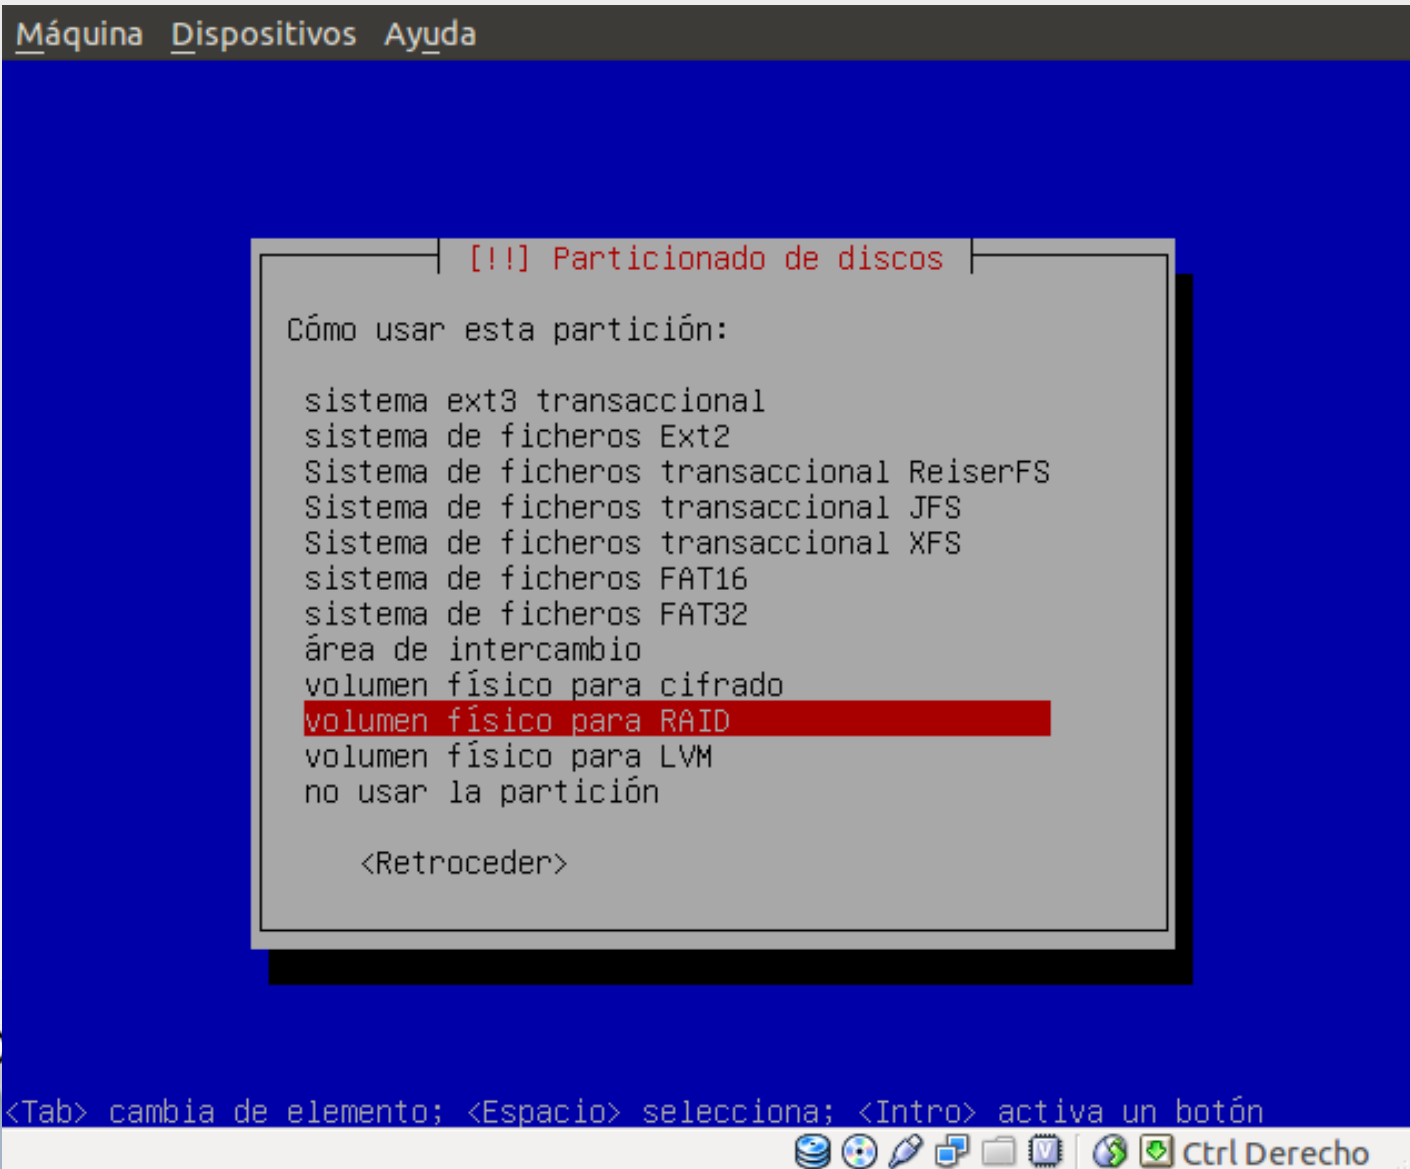 Máquina Dispositivos Ayuda
[!!] Particionado de discos
Cómo usar esta partición:
sistema ext3 transaccional
sistema de ficheros Ext2
Sistema de ficheros transaccional ReiserFS
Sistema de ficheros transaccional JFS
Sistema de ficheros transaccional XFS
sistema de ficheros FAT16
sistema de ficheros FAT32
área de intercambio
volumen físico para cifrado
volumen físico para RAID
volumen físico para LVM
no usar la partición
<Retroceder>
<Tab> cambia de elemento; <Espacio> selecciona; <Intro> activa un botón
Ctrl Derecho